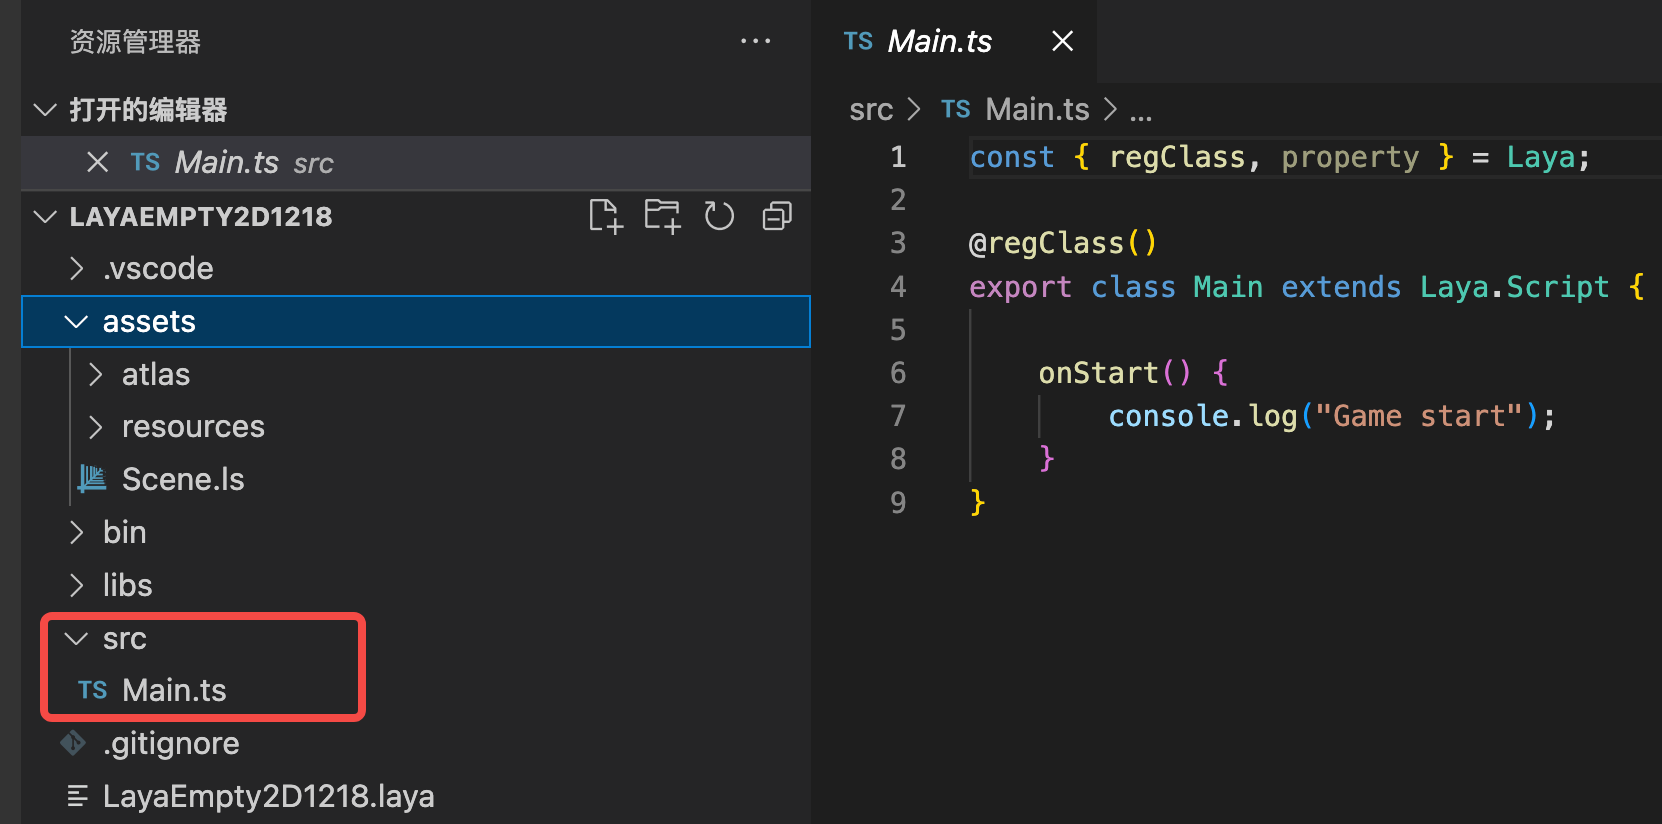 资源管理器
打开的编辑器
TS Main.ts src
LAYAEMPTY2D1218
.vscode
assets
atlas
resources
Scene.ls
bin
libs
src
TS Main.ts
.gitignore
LayaEmpty2D1218.laya
TS Main.ts
src > TS Main.ts > ...
1 const { regClass, property } = Laya;
2
3 @regClass()
4 export class Main extends Laya.Script {
5
6 onStart() {
7 console.log("Game start");
8 }
9 }